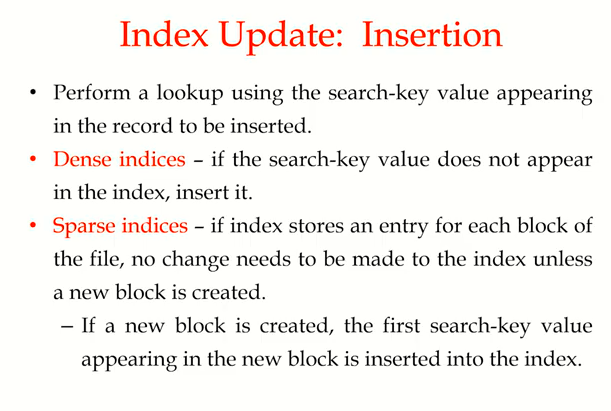 Index Update: Insertion
• Perform a lookup using the search-key value appearing
in the record to be inserted.
• Dense indices – if the search-key value does not appear
in the index, insert it.
• Sparse indices – if index stores an entry for each block of
the file, no change needs to be made to the index unless
a new block is created.
– If a new block is created, the first search-key value
appearing in the new block is inserted into the index.